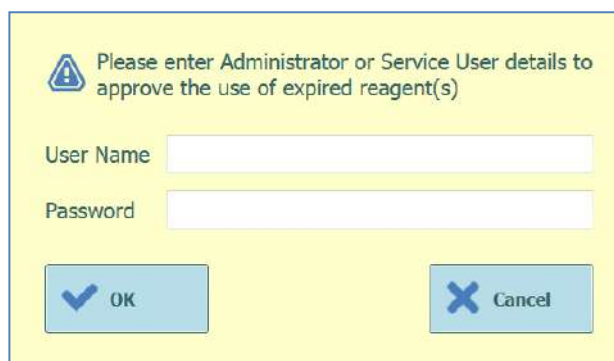 Please enter Administrator or Service User details to
approve the use of expired reagent(s)
User Name
Password
OK
Cancel